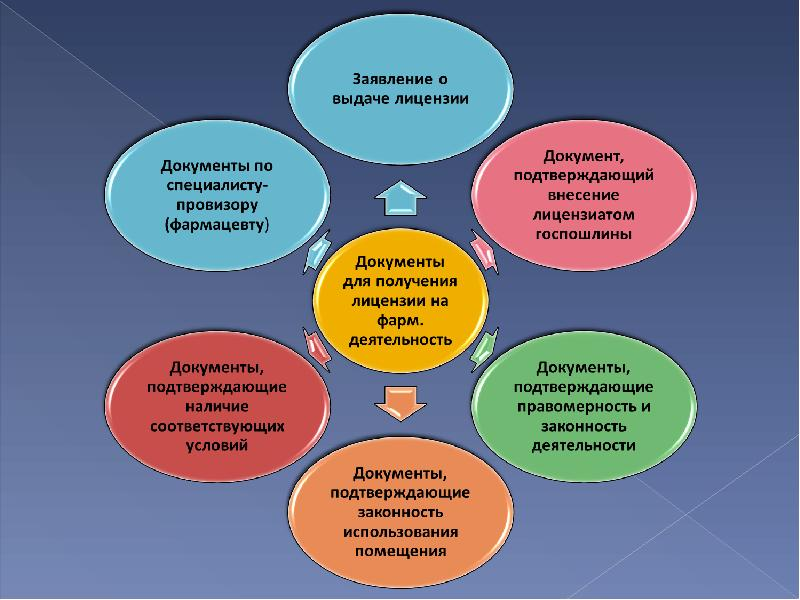 Заявление о
выдаче лицензии
Документы по
специалисту-
провизору
(фармацевту)
Документ,
подтверждающий
внесение
лицензиатом
госпошлины
Документы
для получения
лицензии на
фарм.
деятельность
Документы,
подтверждающие
наличие
соответствующих
условий
Документы,
подтверждающие
правомерность и
законность
деятельности
Документы,
подтверждающие
законность
использования
помещения